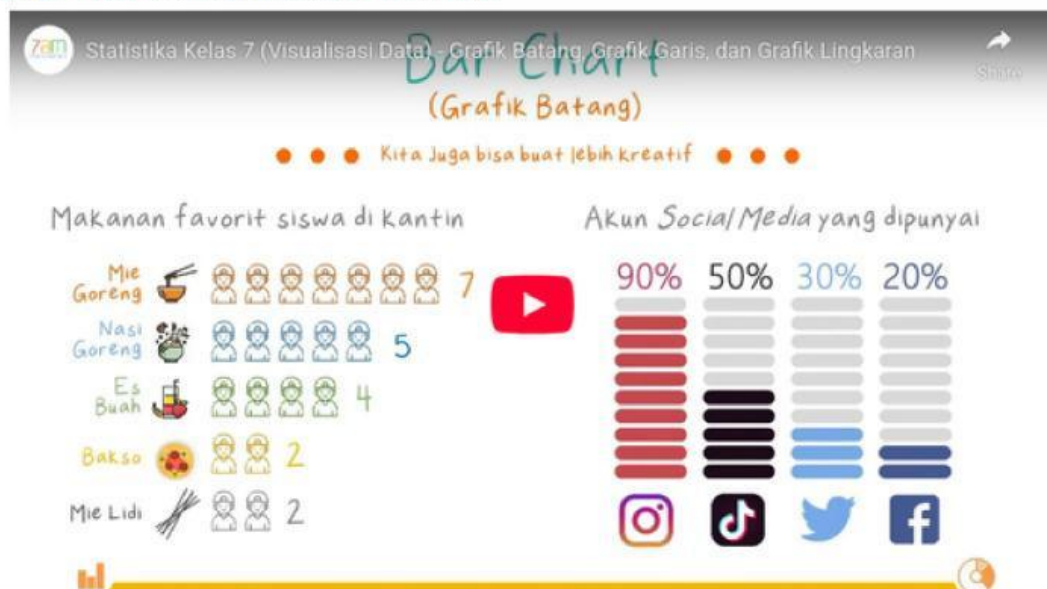 zam
Statistika Kelas 7 (Visualisasi Data) - Grafik Batang, Grafik Garis, dan Grafik Lingkaran
Share
Bar Chart
(Grafik Batang)
Kita Juga bisa buat lebih kreatif
Makanan favorit siswa di kantin
Mie
Goreng
7
Nasi
Goreng
5
Es
Buah
4
Bakso
2
Mie Lidi
2
Akun Social Media yang dipunyai
90% 50% 30% 20%